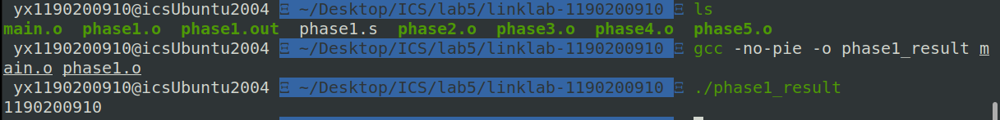 yx1190200910@icsUbuntu2004 ~/Desktop/ICS/lab5/linklab-1190200910 ls
main.o phase1.o phase1.out phase1.s phase2.o phase3.o phase4.o phase5.o
yx1190200910@icsUbuntu2004 ~/Desktop/ICS/lab5/linklab-1190200910 gcc -no-pie -o phase1_result m
ain.o phase1.o
yx1190200910@icsUbuntu2004 ~/Desktop/ICS/lab5/linklab-1190200910 ./phase1_result
1190200910